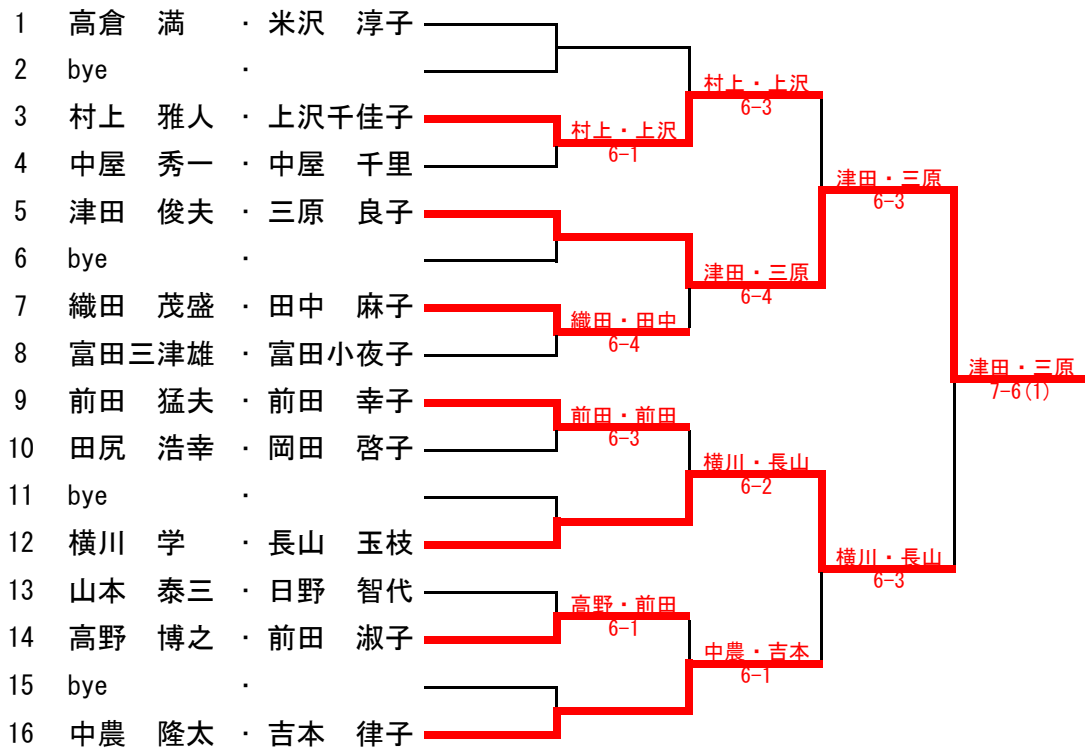 1 高倉 満 ・ 米沢 淳子
2 bye ・
3 村上 雅人 ・ 上沢千佳子
4 中屋 秀一 ・ 中屋 千里
5 津田 俊夫 ・ 三原 良子
6 bye ・
7 織田 茂盛 ・ 田中 麻子
8 富田三津雄 ・ 富田小夜子
9 前田 猛夫 ・ 前田 幸子
10 田尻 浩幸 ・ 岡田 啓子
11 bye ・
12 横川 学 ・ 長山 玉枝
13 山本 泰三 ・ 日野 智代
14 高野 博之 ・ 前田 淑子
15 bye ・
16 中農 隆太 ・ 吉本 律子
村上・上沢
6-1
織田・田中
6-4
前田・前田
6-3
高野・前田
6-1
村上・上沢
6-3
津田・三原
6-4
横川・長山
6-2
中農・吉本
6-1
津田・三原
6-3
横川・長山
6-3
津田・三原
7-6(1)